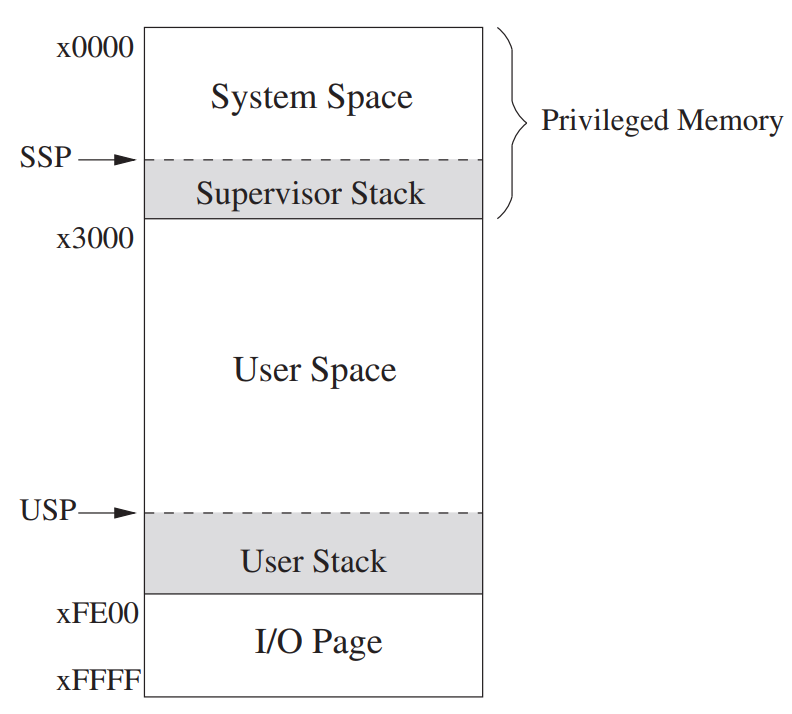 x0000
System Space
Privileged Memory
SSP
Supervisor Stack
x3000
User Space
USP
User Stack
xFE00
I/O Page
xFFFF